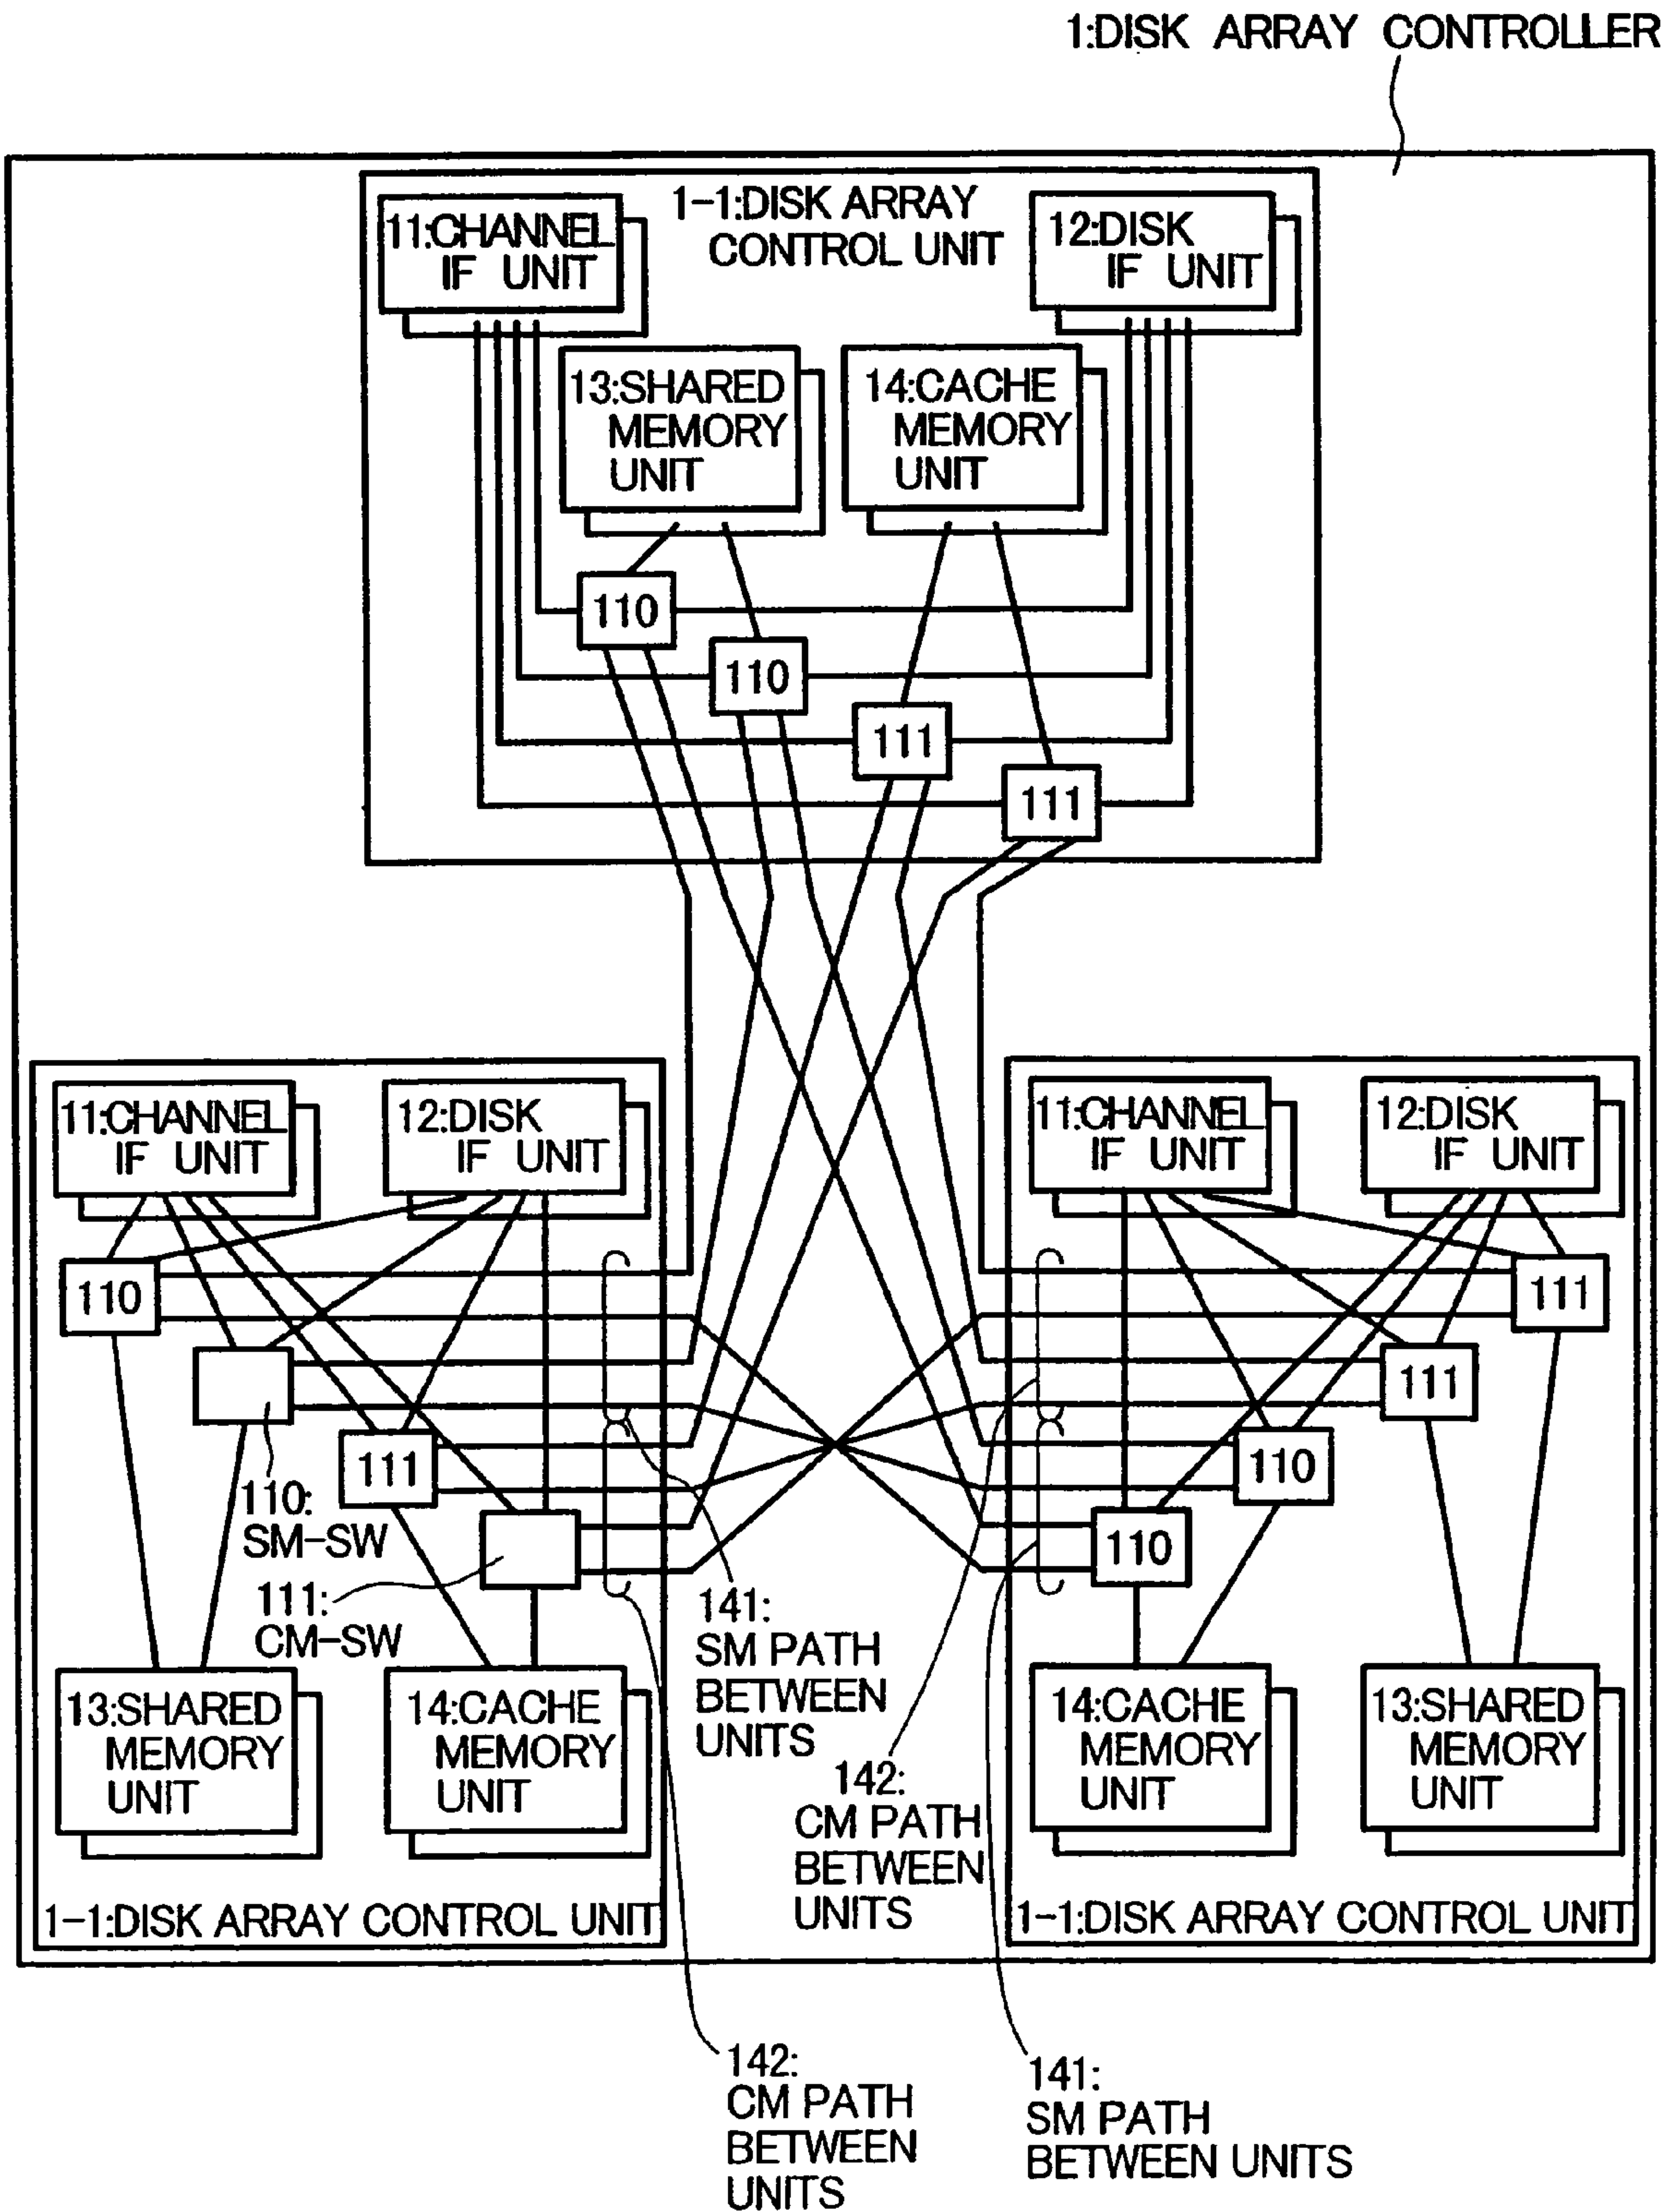 1:DISK ARRAY CONTROLLER
1-1:DISK ARRAY
CONTROL UNIT
11:CHANNEL
IF UNIT
12:DISK
IF UNIT
13:SHARED
MEMORY
UNIT
14:CACHE
MEMORY
UNIT
110
110
111
111
11:CHANNEL
IF UNIT
12:DISK
IF UNIT
110
111
110:
SM-SW
111:
CM-SW
13:SHARED
MEMORY
UNIT
14:CACHE
MEMORY
UNIT
1-1:DISK ARRAY CONTROL UNIT
141:
SM PATH
BETWEEN
UNITS
142:
CM PATH
BETWEEN
UNITS
11:CHANNEL
IF UNIT
12:DISK
IF UNIT
111
111
110
110
14:CACHE
MEMORY
UNIT
13:SHARED
MEMORY
UNIT
1-1:DISK ARRAY CONTROL UNIT
142:
CM PATH
BETWEEN
UNITS
141:
SM PATH
BETWEEN UNITS